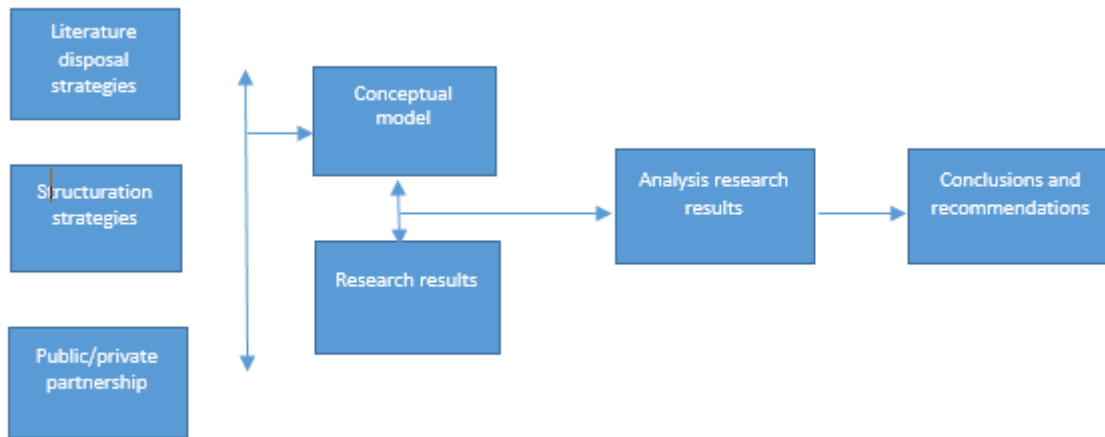 Literature
disposal
strategies
Structuration
strategies
Public/private
partnership
Conceptual
model
Research results
Analysis research
results
Conclusions and
recommendations